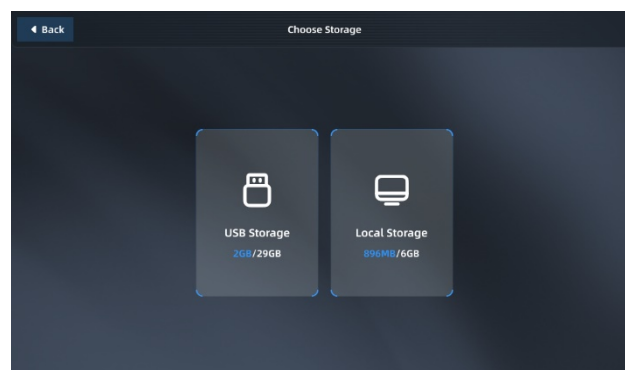 Back
Choose Storage
USB Storage
2GB/29GB
Local Storage
896MB/6GB